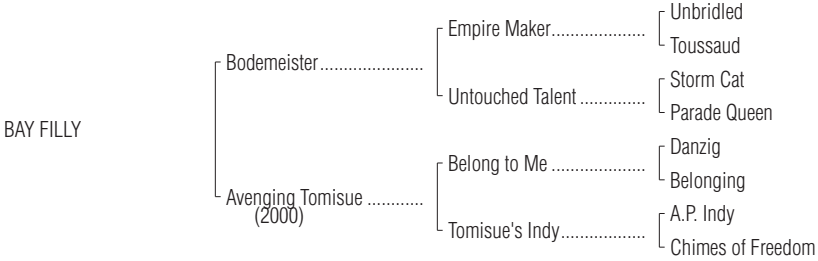 Unbridled
Empire Maker....................
Toussaud
Bodemeister......................
Storm Cat
Untouched Talent ..............
Parade Queen
BAY FILLY
Danzig
Belong to Me ....................
Belonging
Avenging Tomisue ............
(2000)
A.P. Indy
Tomisue's Indy..................
Chimes of Freedom